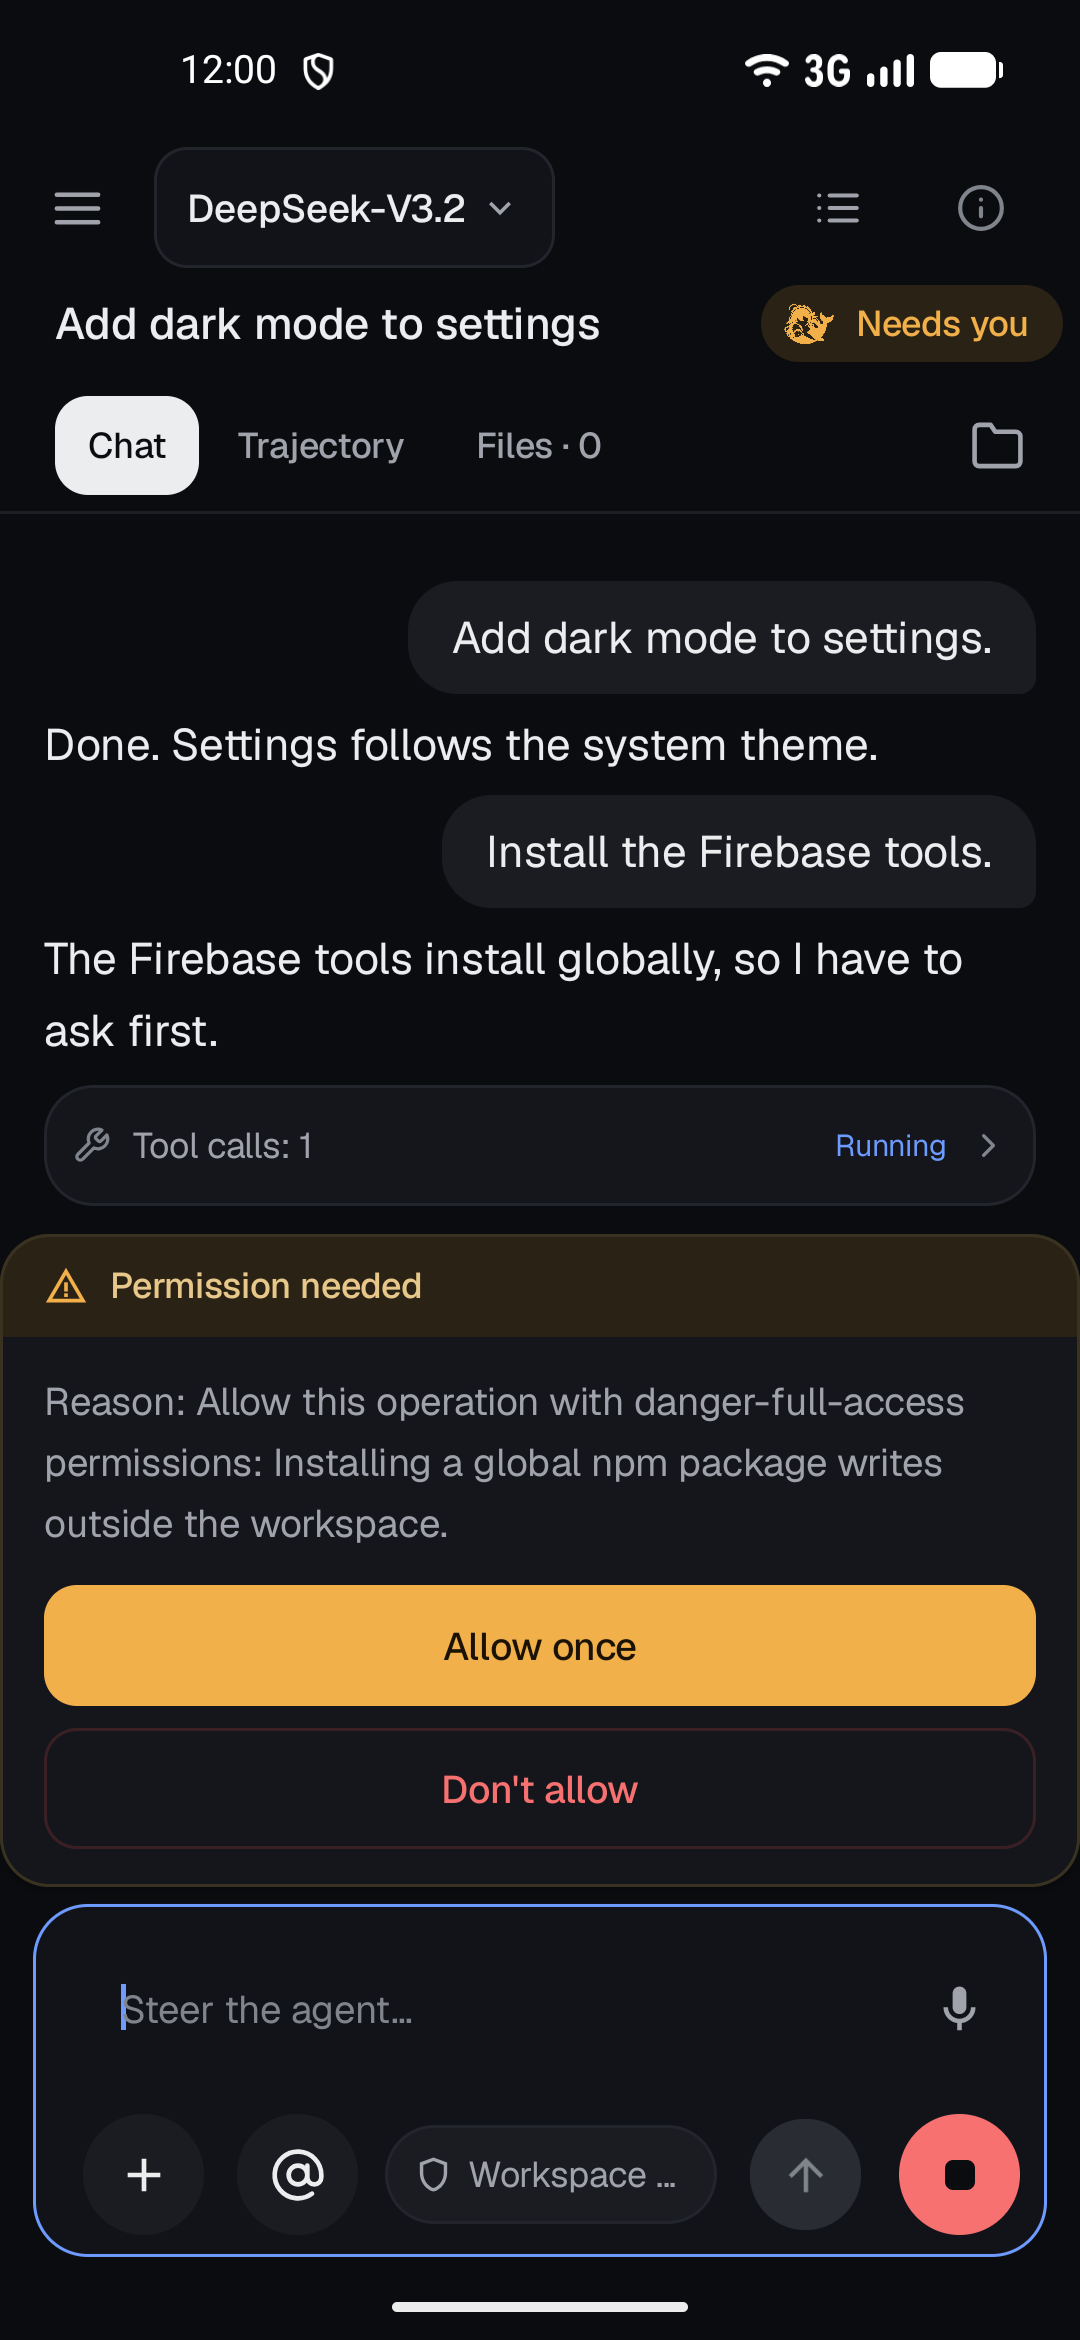 12:00
3G
DeepSeek-V3.2
Add dark mode to settings
Needs you
Chat
Trajectory
Files · 0
Add dark mode to settings.
Done. Settings follows the system theme.
Install the Firebase tools.
The Firebase tools install globally, so I have to
ask first.
Tool calls: 1
Running
Permission needed
Reason: Allow this operation with danger-full-access
permissions: Installing a global npm package writes
outside the workspace.
Allow once
Don't allow
Steer the agent...
Workspace ...